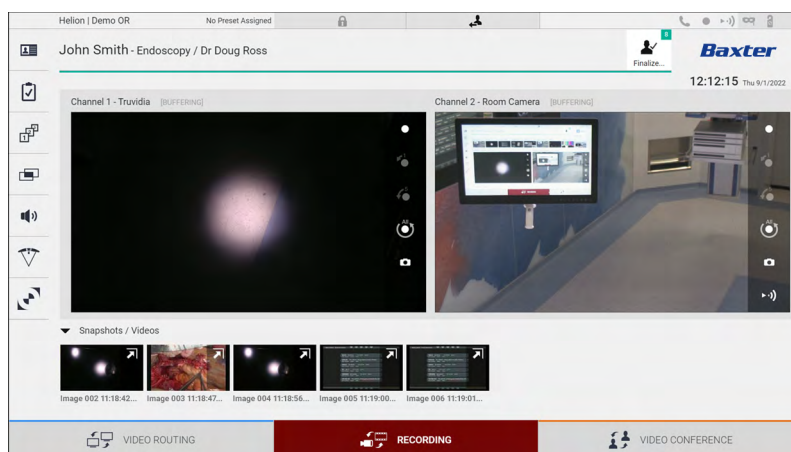 Helion | Demo OR
No Preset Assigned
John Smith - Endoscopy / Dr Doug Ross
8
Finalize...
Baxter
12:12:15 Thu 9/1/2022
Channel 1 - Truvidia [BUFFERING]
Channel 2 - Room Camera [BUFFERING]
All
All
Snapshots / Videos
Image 002 11:18:42...
Image 003 11:18:47...
Image 004 11:18:56...
Image 005 11:19:00...
Image 006 11:19:01...
VIDEO ROUTING
RECORDING
VIDEO CONFERENCE